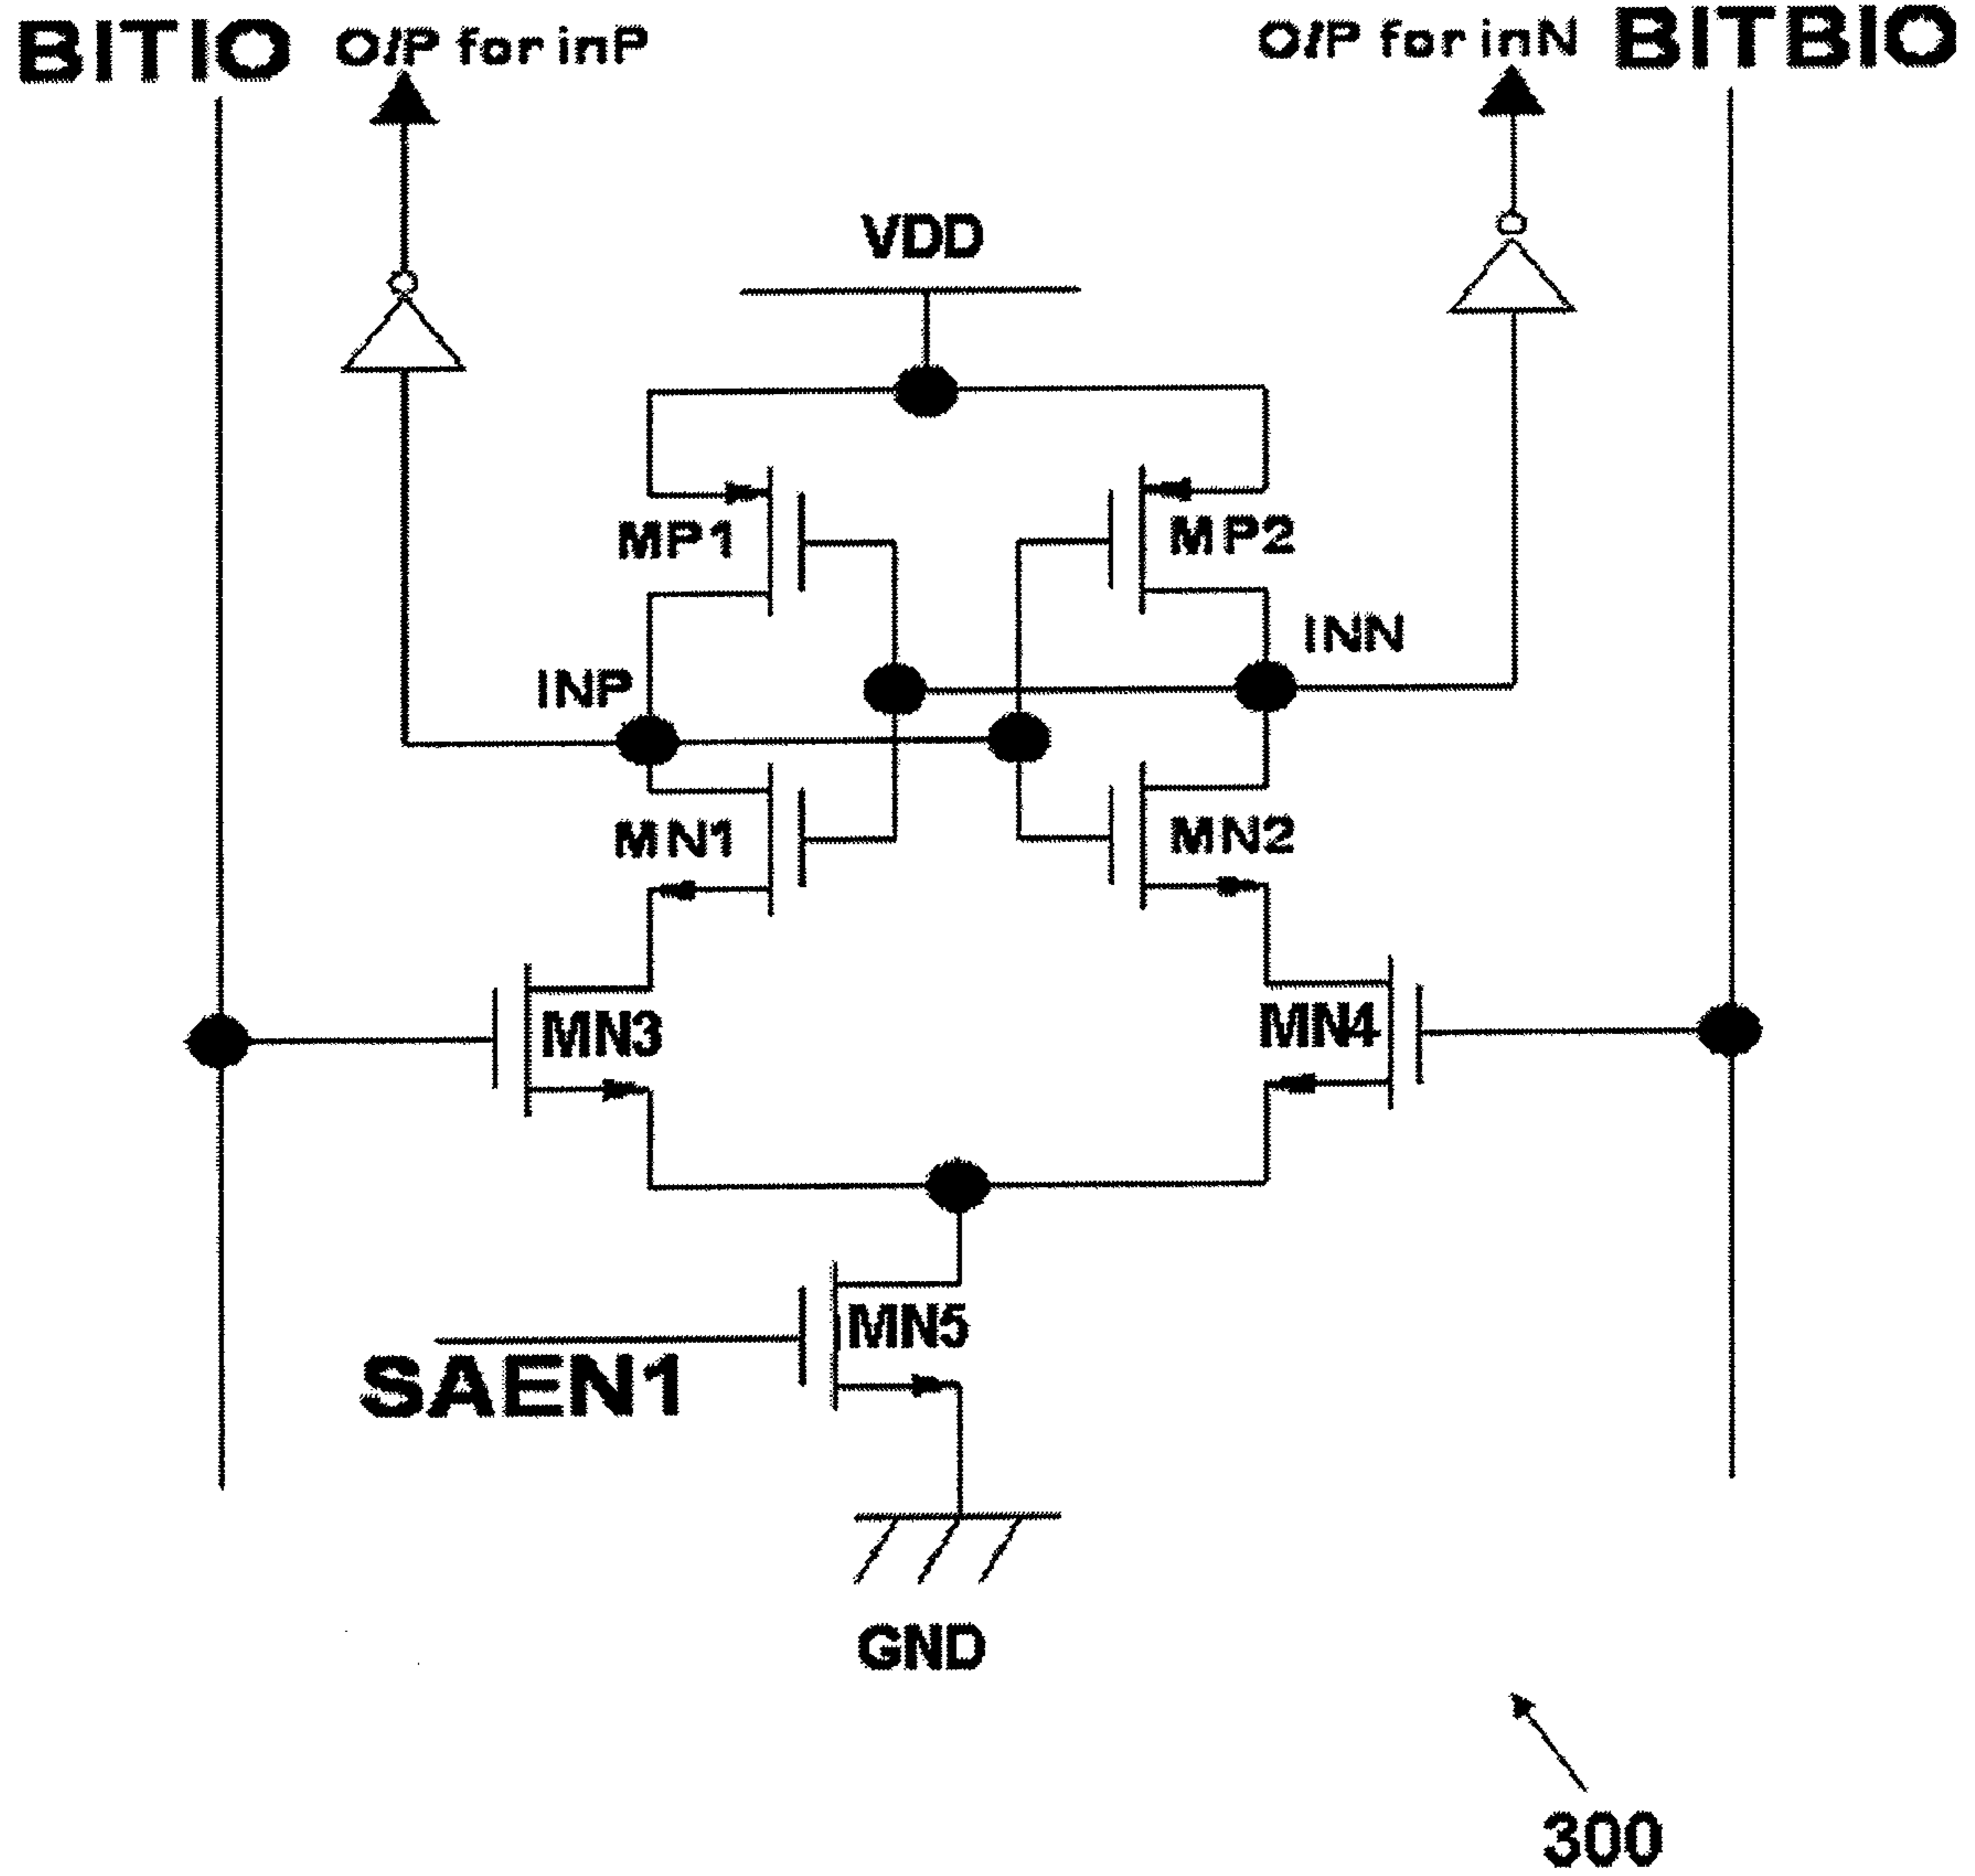 BITIO
O/P for inP
O/P for inN
BITBIO
VDD
MP1
MP2
INP
INN
MN1
MN2
MN3
MN4
MN5
SAEN1
GND
300